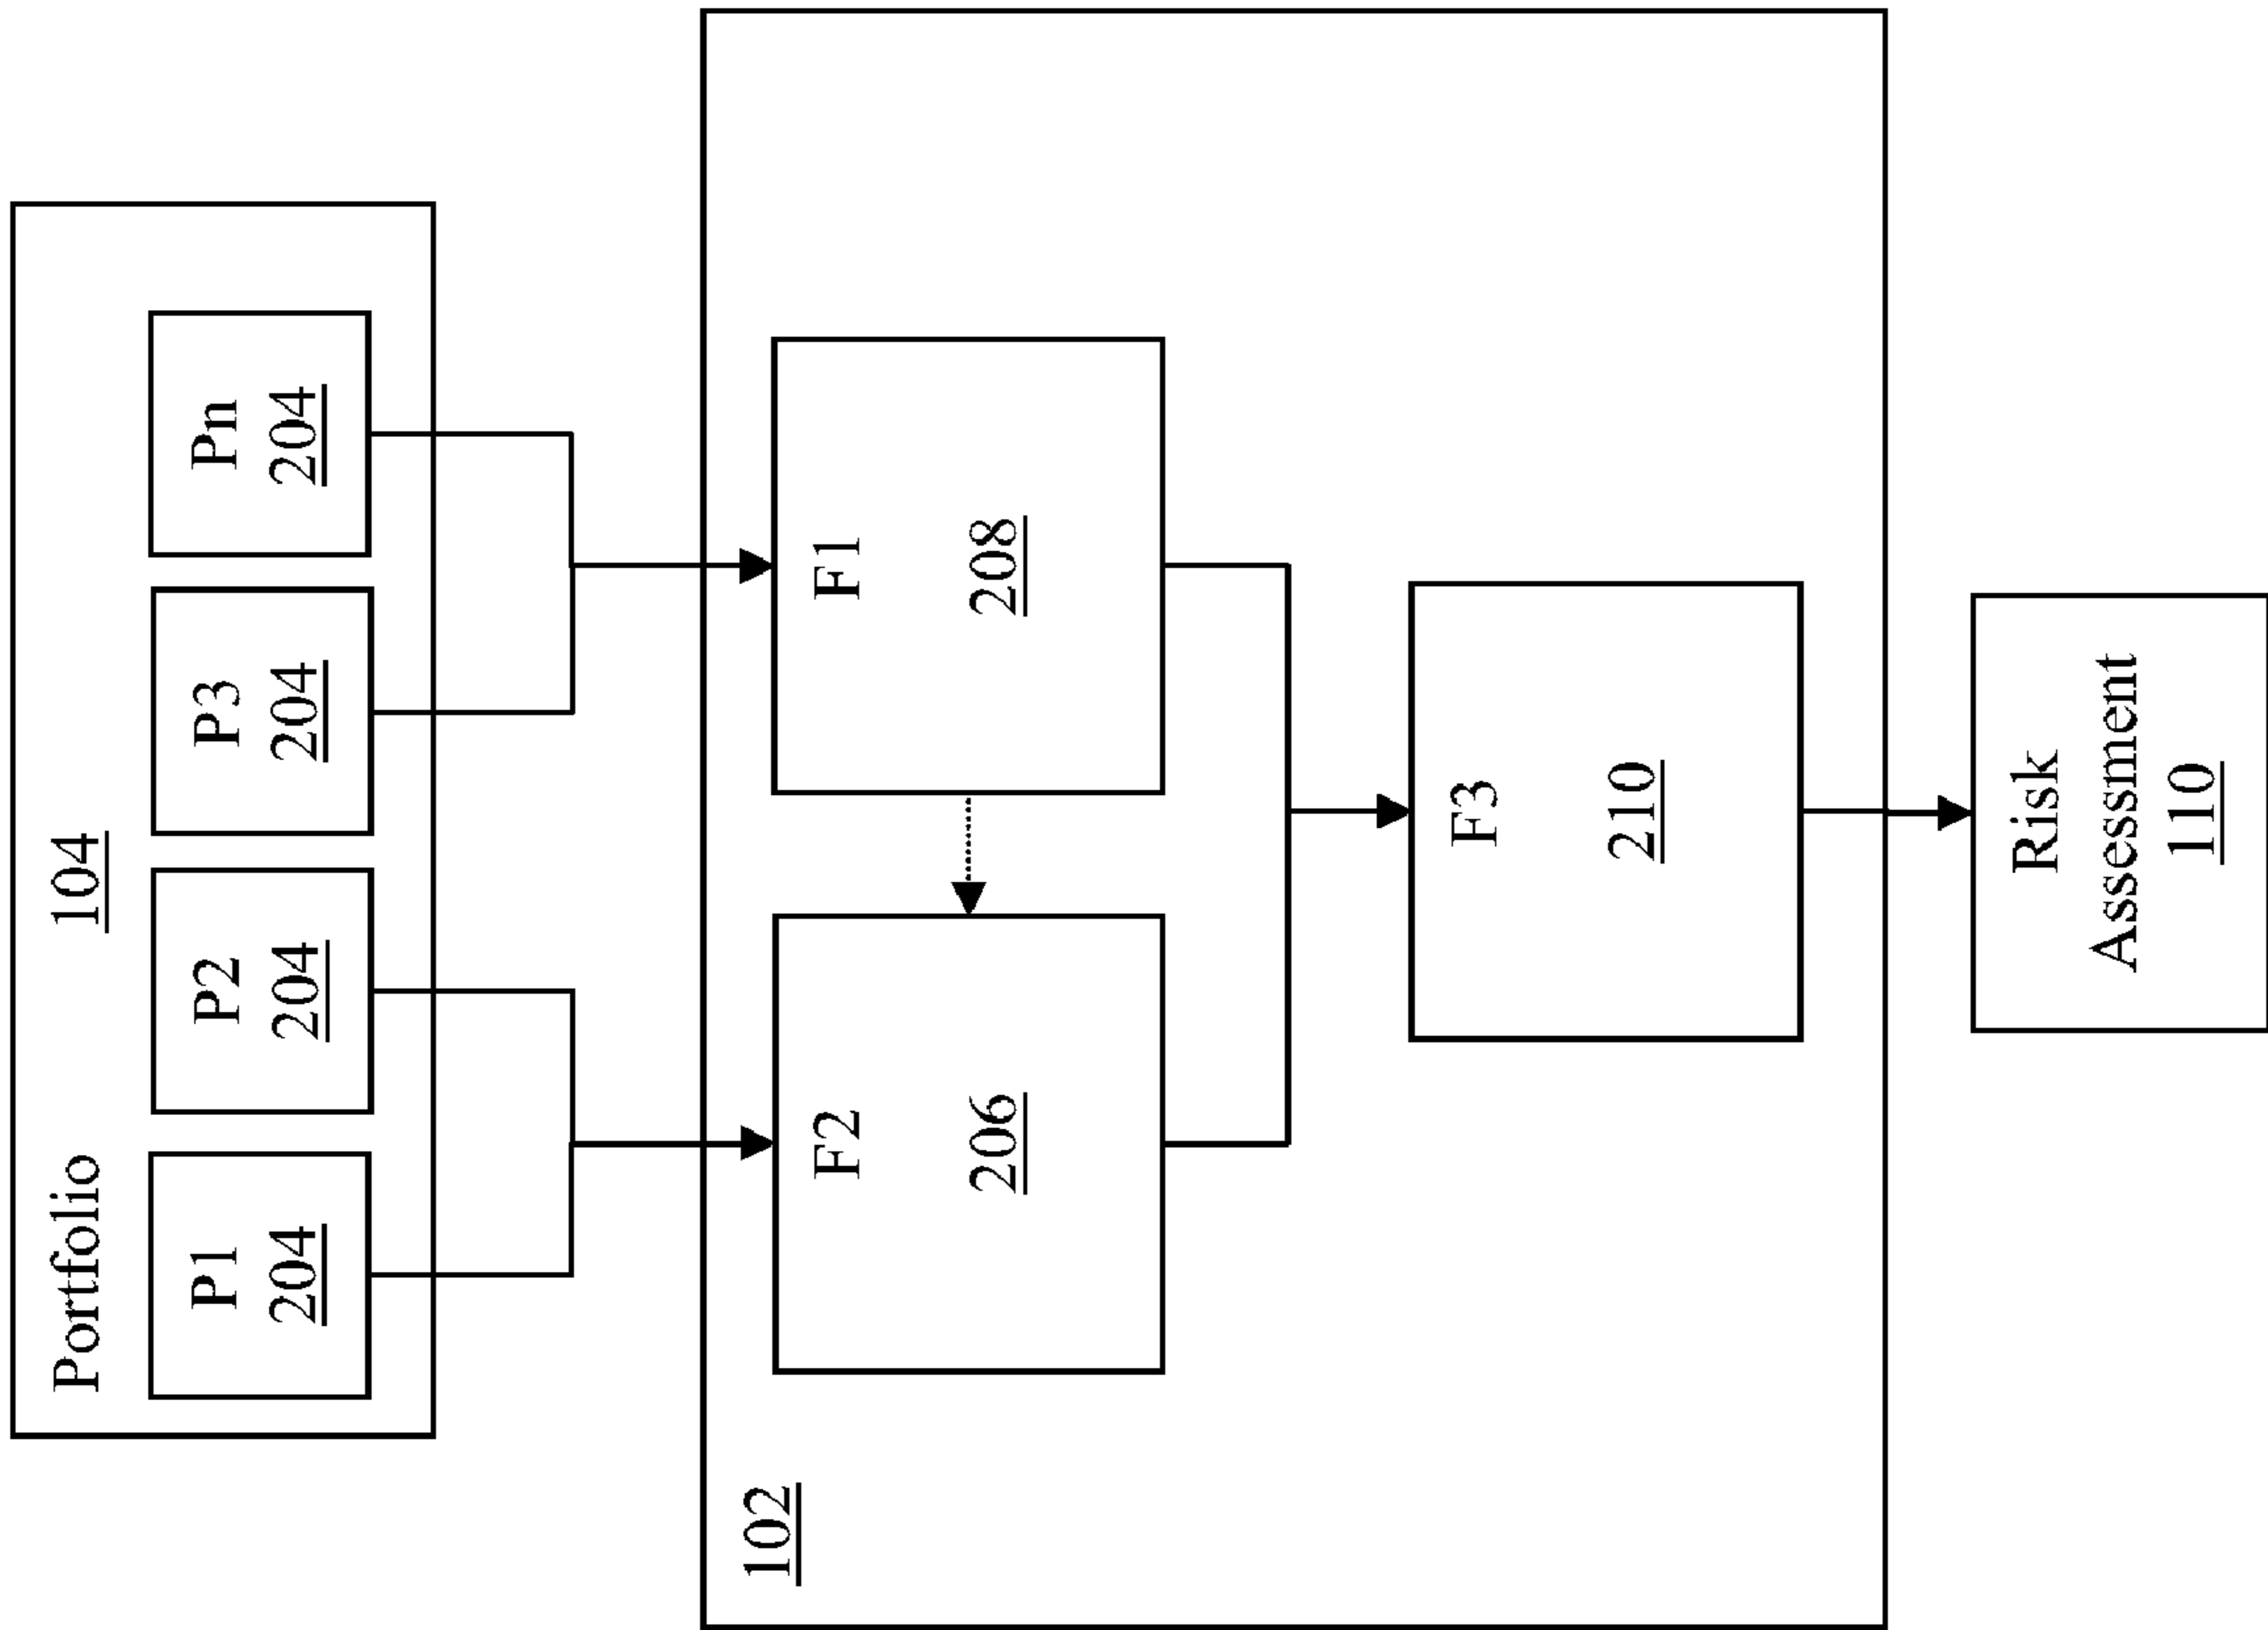 Portfolio
104
P1
204
P2
204
P3
204
Pn
204
102
F2
206
F1
208
F3
210
Risk
Assessment
110